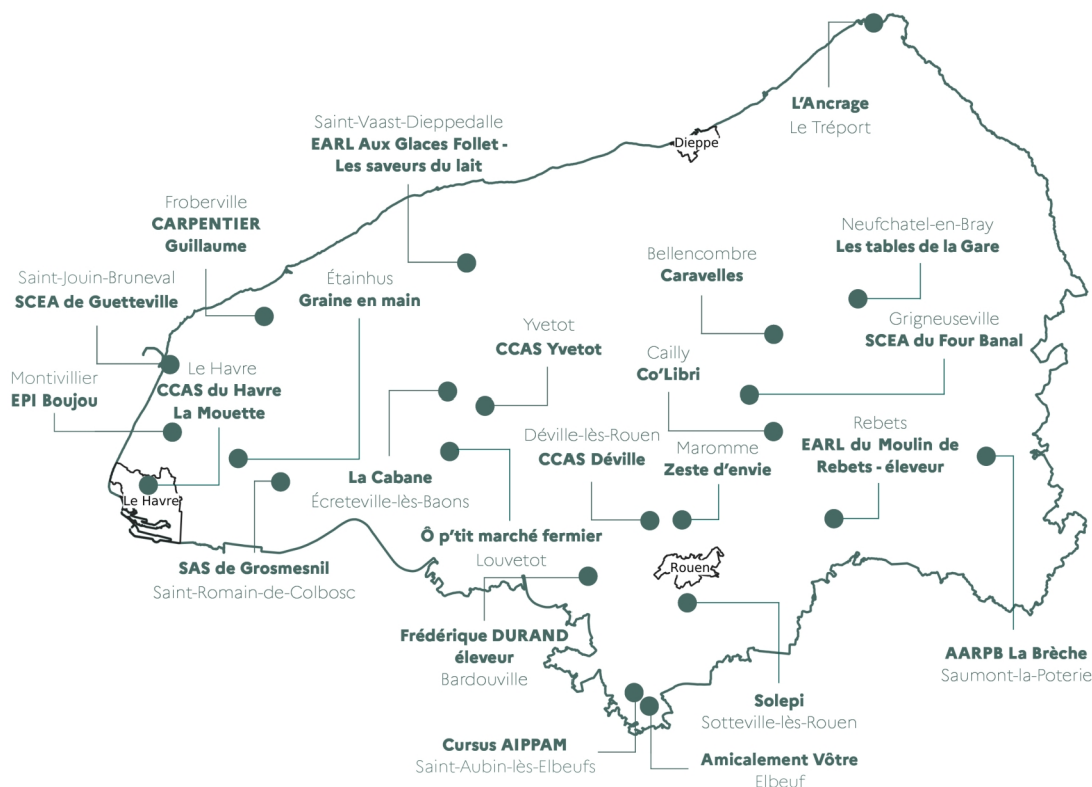 L'Ancrage
Le Tréport
Dieppe
Saint-Vaast-Dieppedalle
EARL Aux Glaces Follet -
Les saveurs du lait
Froberville
CARPENTIER
Guillaume
Neufchatel-en-Bray
Les tables de la Gare
Bellencombre
Caravelles
Saint-Jouin-Bruneval
SCEA de Guetteville
Étainhus
Graine en main
Grigneuseville
SCEA du Four Banal
Yvetot
CCAS Yvetot
Cailly
Co'Libri
Montivillier
EPI Boujou
Le Havre
CCAS du Havre
La Mouette
Rebets
EARL du Moulin de
Rebets - éleveur
Déville-lès-Rouen
CCAS Déville
Maromme
Zeste d'envie
La Cabane
Écreteville-lès-Baons
Le Havre
Ô p'tit marché fermier
Louvetot
SAS de Grosmesnil
Saint-Romain-de-Colbosc
Rouen
Frédérique DURAND
éleveur
Bardouville
AARPB La Brèche
Saumont-la-Poterie
Solepi
Sotteville-lès-Rouen
Cursus AIPPAM
Saint-Aubin-lès-Elbeufs
Amicalement Vôtre
Elbeuf